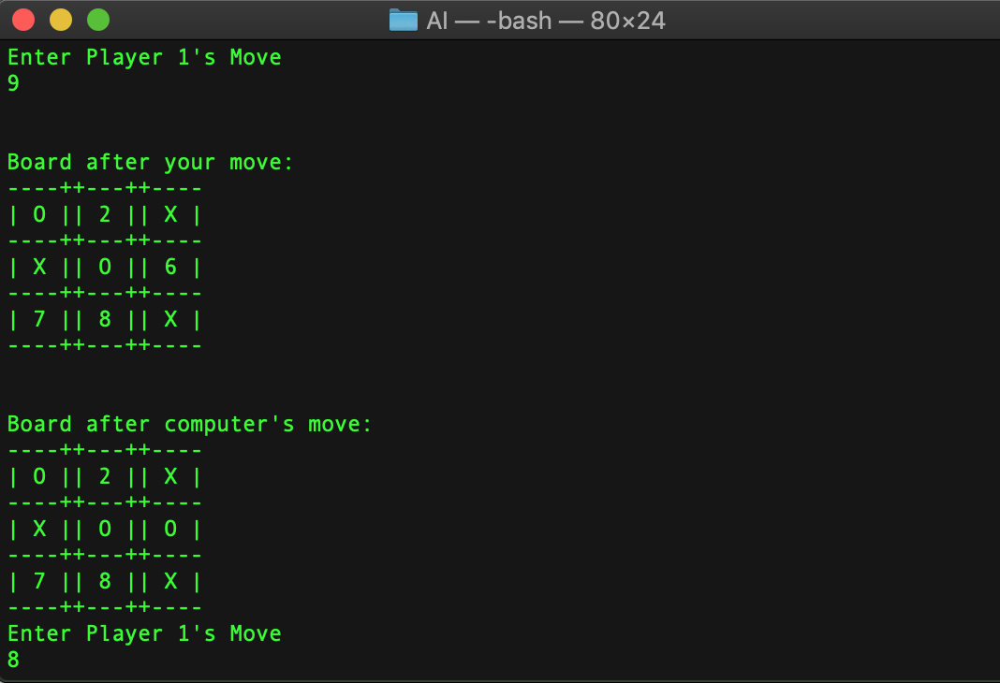 AI — -bash — 80×24
Enter Player 1's Move
9
Board after your move:
----++---++----
| O || 2 || X |
----++---++----
| X || O || 6 |
----++---++----
| 7 || 8 || X |
----++---++----
Board after computer's move:
----++---++----
| O || 2 || X |
----++---++----
| X || O || O |
----++---++----
| 7 || 8 || X |
----++---++----
Enter Player 1's Move
8